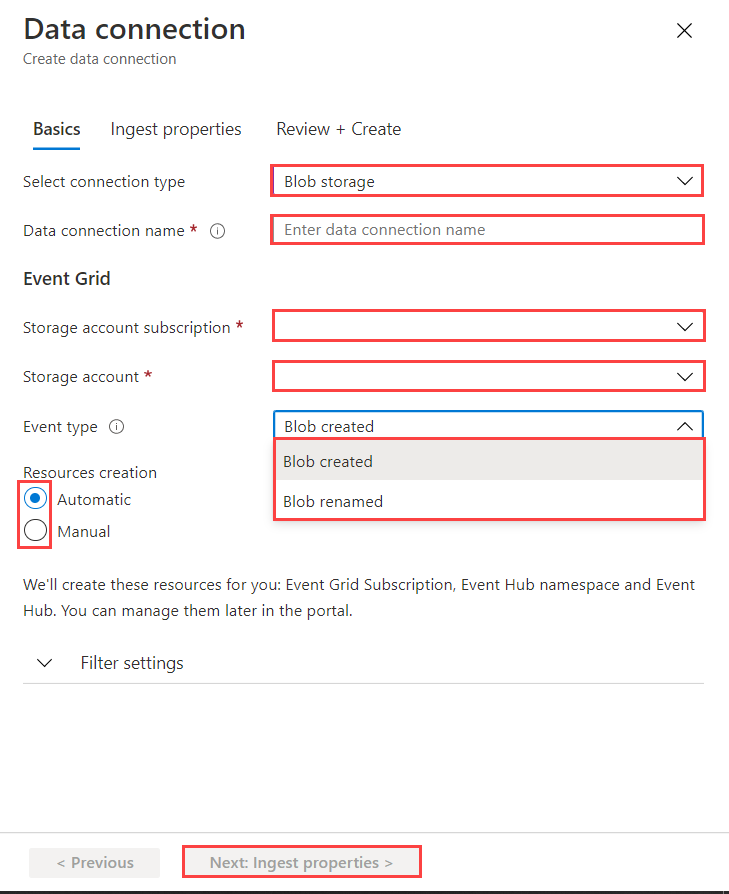 Data connection
Create data connection
Basics Ingest properties Review + Create
Select connection type Blob storage
Data connection name * Enter data connection name
Event Grid
Storage account subscription *
Storage account *
Event type Blob created
Blob created
Resources creation
Automatic
Blob renamed
Manual
We'll create these resources for you: Event Grid Subscription, Event Hub namespace and Event
Hub. You can manage them later in the portal.
Filter settings
< Previous Next: Ingest properties >